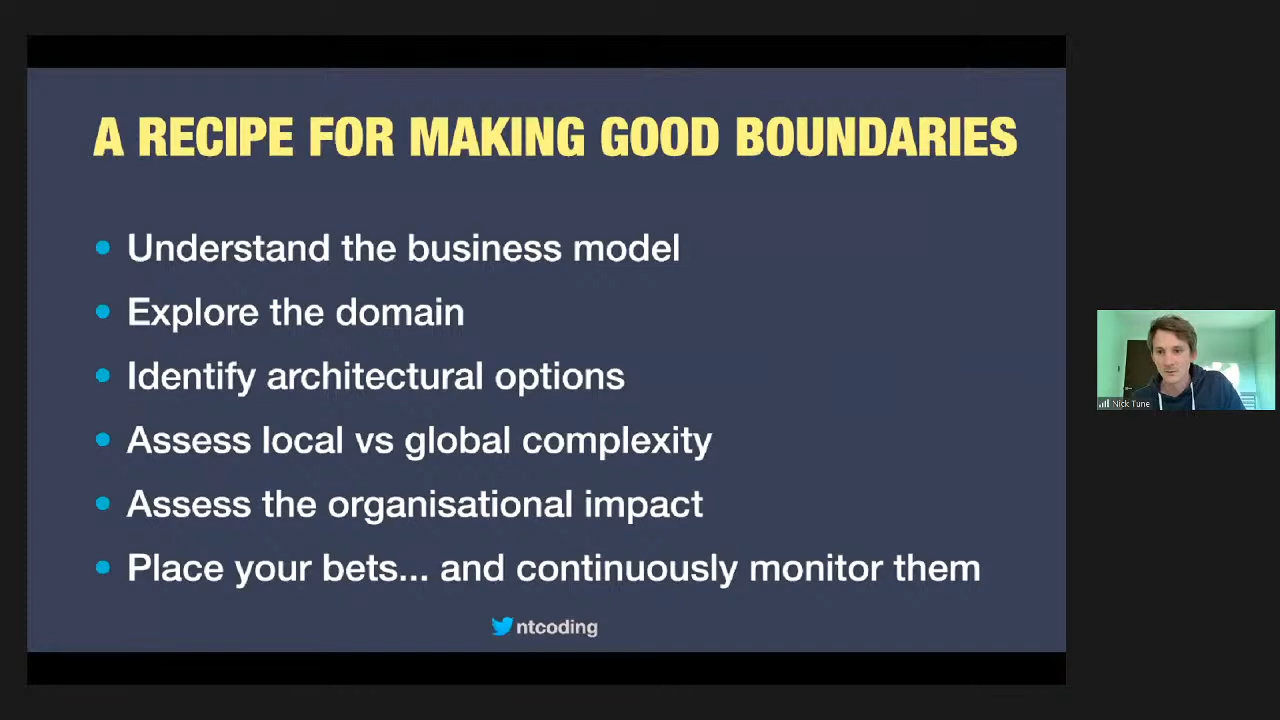 A RECIPE FOR MAKING GOOD BOUNDARIES
Understand the business model
Explore the domain
Identify architectural options
Assess local vs global complexity
Assess the organisational impact
Place your bets... and continuously monitor them
ntcoding
Nick Tune